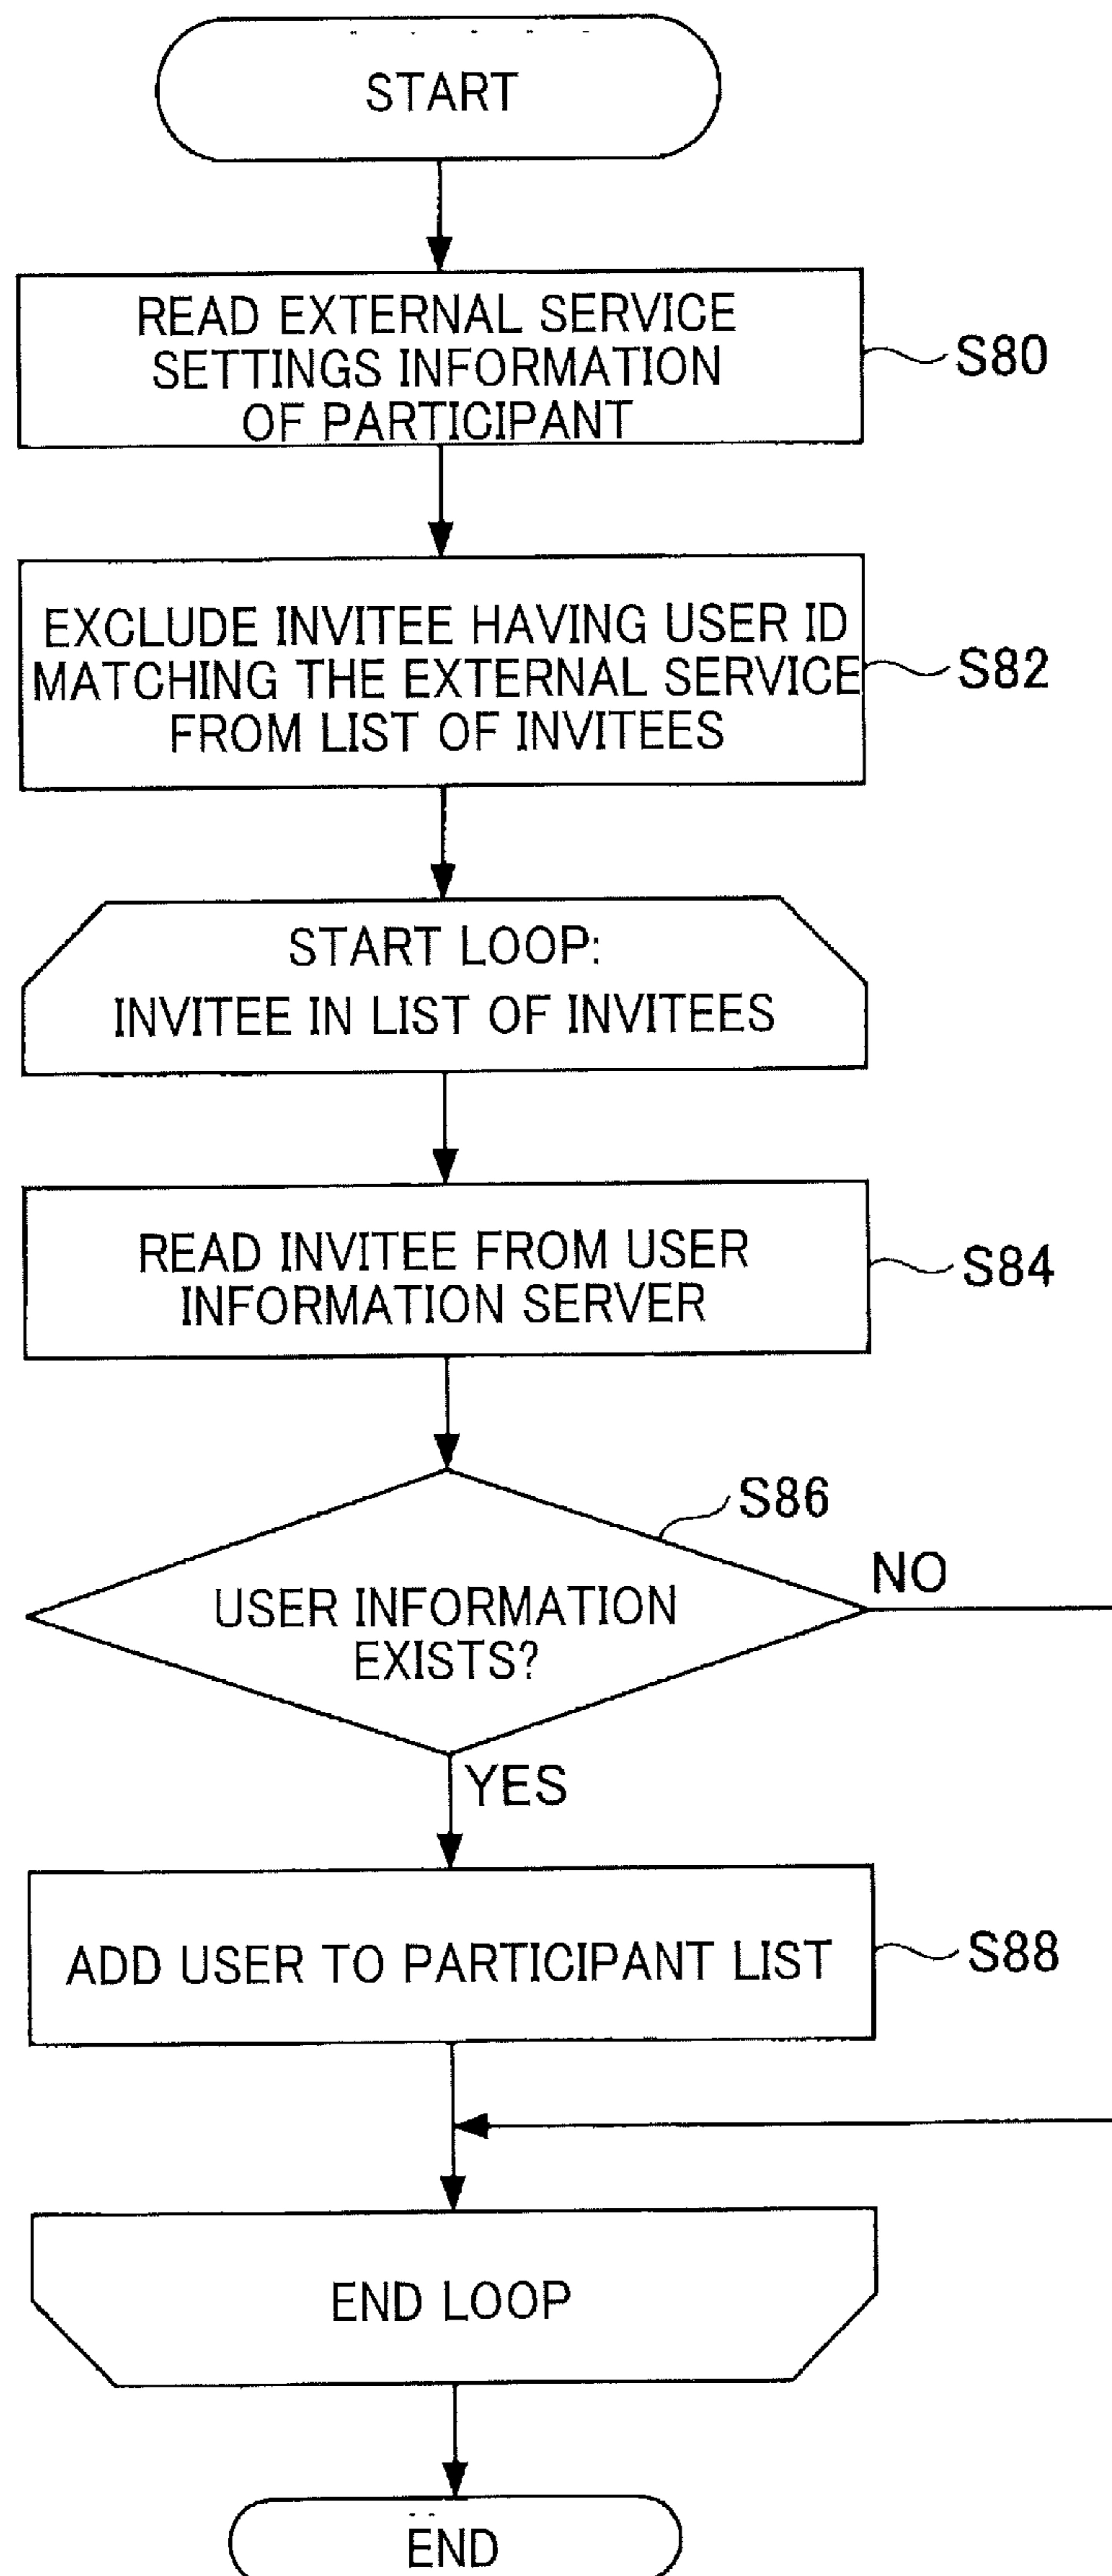 START
READ EXTERNAL SERVICE
SETTINGS INFORMATION
OF PARTICIPANT
S80
EXCLUDE INVITEE HAVING USER ID
MATCHING THE EXTERNAL SERVICE
FROM LIST OF INVITEES
S82
START LOOP:
INVITEE IN LIST OF INVITEES
READ INVITEE FROM USER
INFORMATION SERVER
S84
S86
NO
USER INFORMATION
EXISTS?
YES
ADD USER TO PARTICIPANT LIST
S88
END LOOP
END